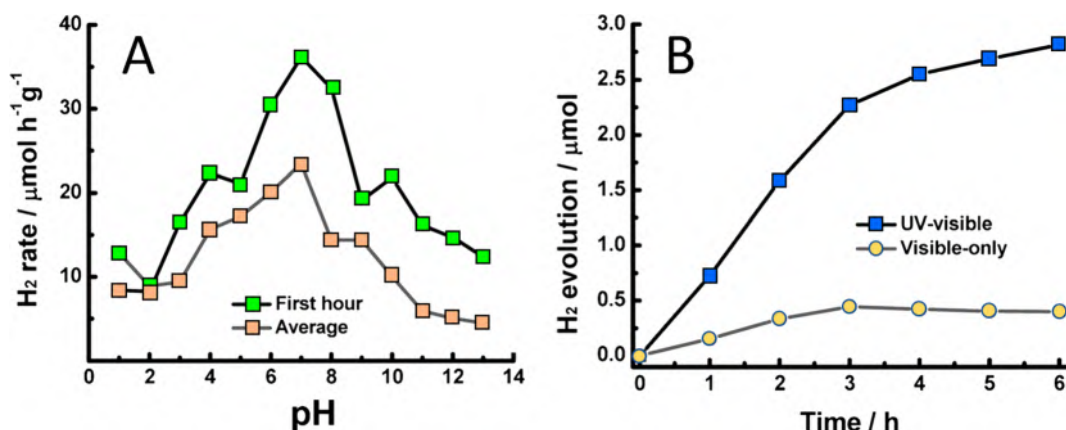 A
H₂ rate / μmol h⁻¹g⁻¹
40
30
20
10
0 2 4 6 8 10 12 14
pH
First hour
Average
B
H₂ evolution / μmol
3.0
2.5
2.0
1.5
1.0
0.5
0.0
0 1 2 3 4 5 6
Time / h
UV-visible
Visible-only